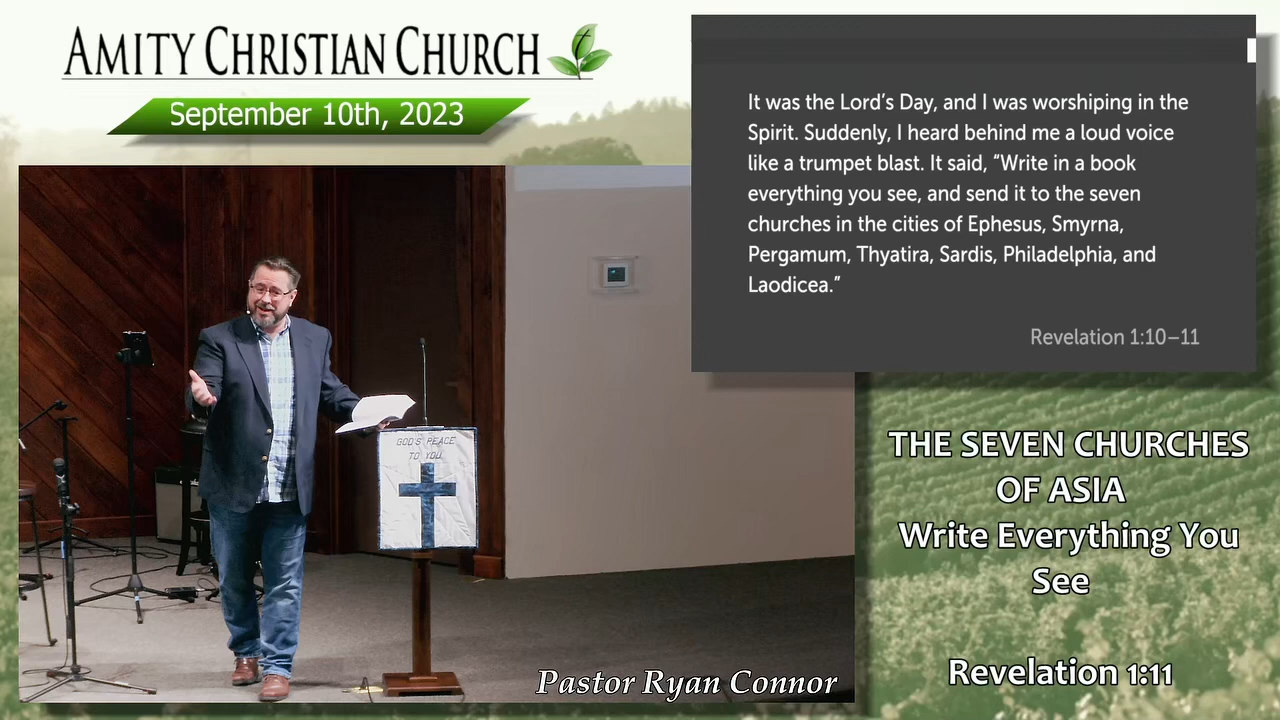 AMITY CHRISTIAN CHURCH
September 10th, 2023
It was the Lord's Day, and I was worshiping in the
Spirit. Suddenly, I heard behind me a loud voice
like a trumpet blast. It said, “Write in a book
everything you see, and send it to the seven
churches in the cities of Ephesus, Smyrna,
Pergamum, Thyatira, Sardis, Philadelphia, and
Laodicea.”
Revelation 1:10–11
GOD'S PEACE
TO YOU
THE SEVEN CHURCHES
OF ASIA
Write Everything You
See
Revelation 1:11
Pastor Ryan Connor